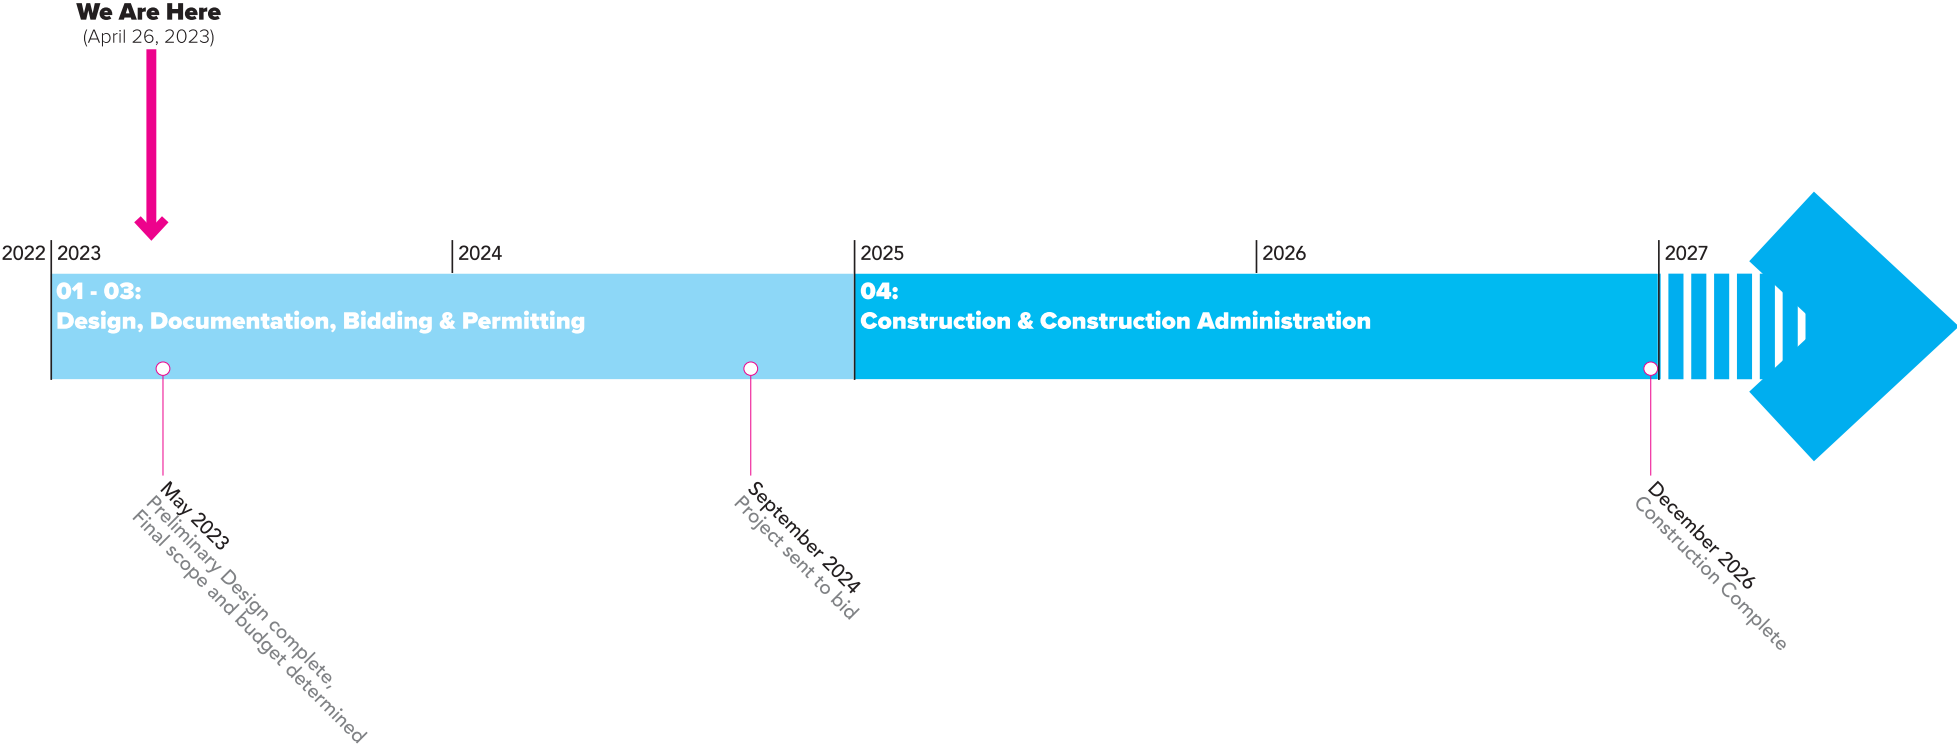 We Are Here
(April 26, 2023)
2022
2023
2024
2025
2026
2027
01 - 03:
Design, Documentation, Bidding & Permitting
04:
Construction & Construction Administration
May 2023
Preliminary Design complete,
Final scope and budget determined
September 2024
Project sent to bid
December 2026
Construction Complete